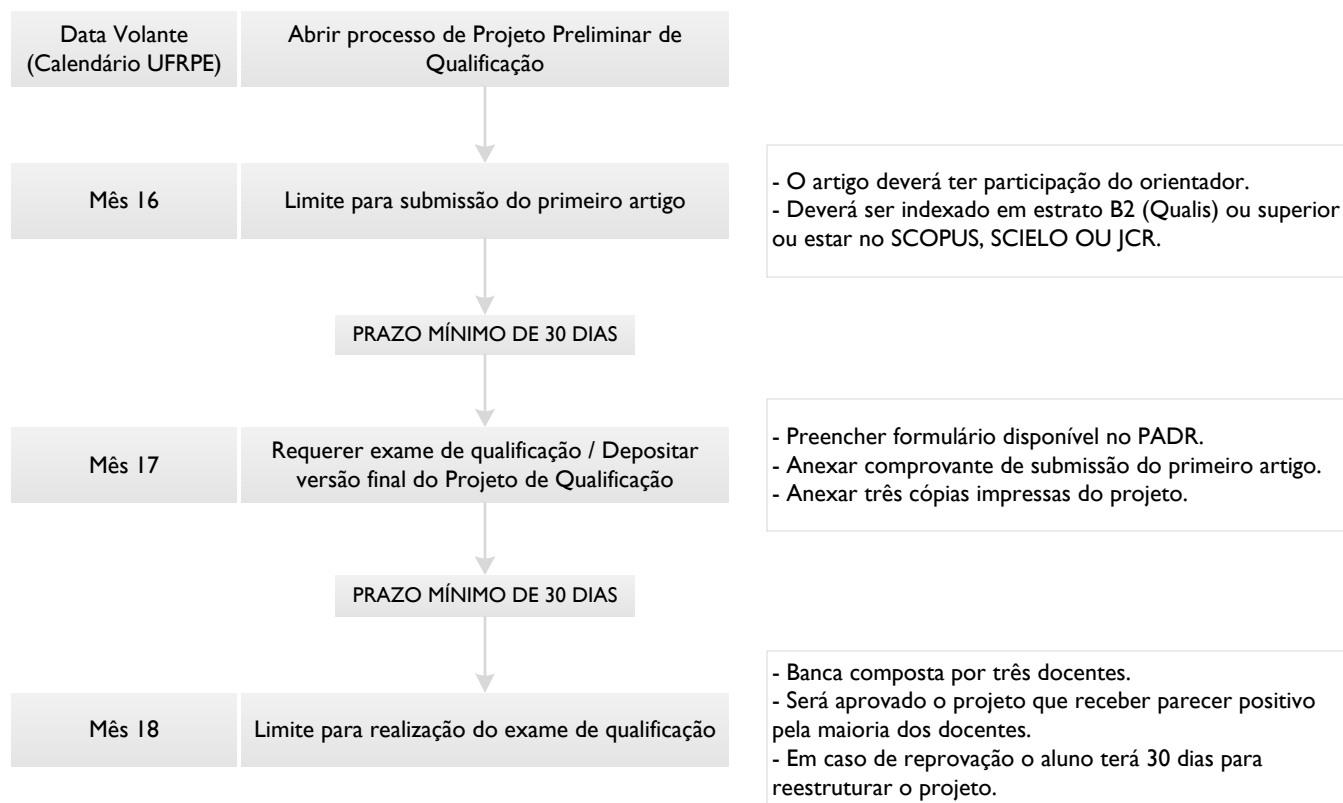 Data Volante
(Calendário UFRPE)
Abrir processo de Projeto Preliminar de
Qualificação
Mês 16
Limite para submissão do primeiro artigo
- O artigo deverá ter participação do orientador.
- Deverá ser indexado em estrato B2 (Qualis) ou superior
ou estar no SCOPUS, SCIELO OU JCR.
PRAZO MÍNIMO DE 30 DIAS
Mês 17
Requerer exame de qualificação / Depositar
versão final do Projeto de Qualificação
- Preencher formulário disponível no PADR.
- Anexar comprovante de submissão do primeiro artigo.
- Anexar três cópias impressas do projeto.
PRAZO MÍNIMO DE 30 DIAS
Mês 18
Limite para realização do exame de qualificação
- Banca composta por três docentes.
- Será aprovado o projeto que receber parecer positivo
pela maioria dos docentes.
- Em caso de reprovação o aluno terá 30 dias para
reestruturar o projeto.